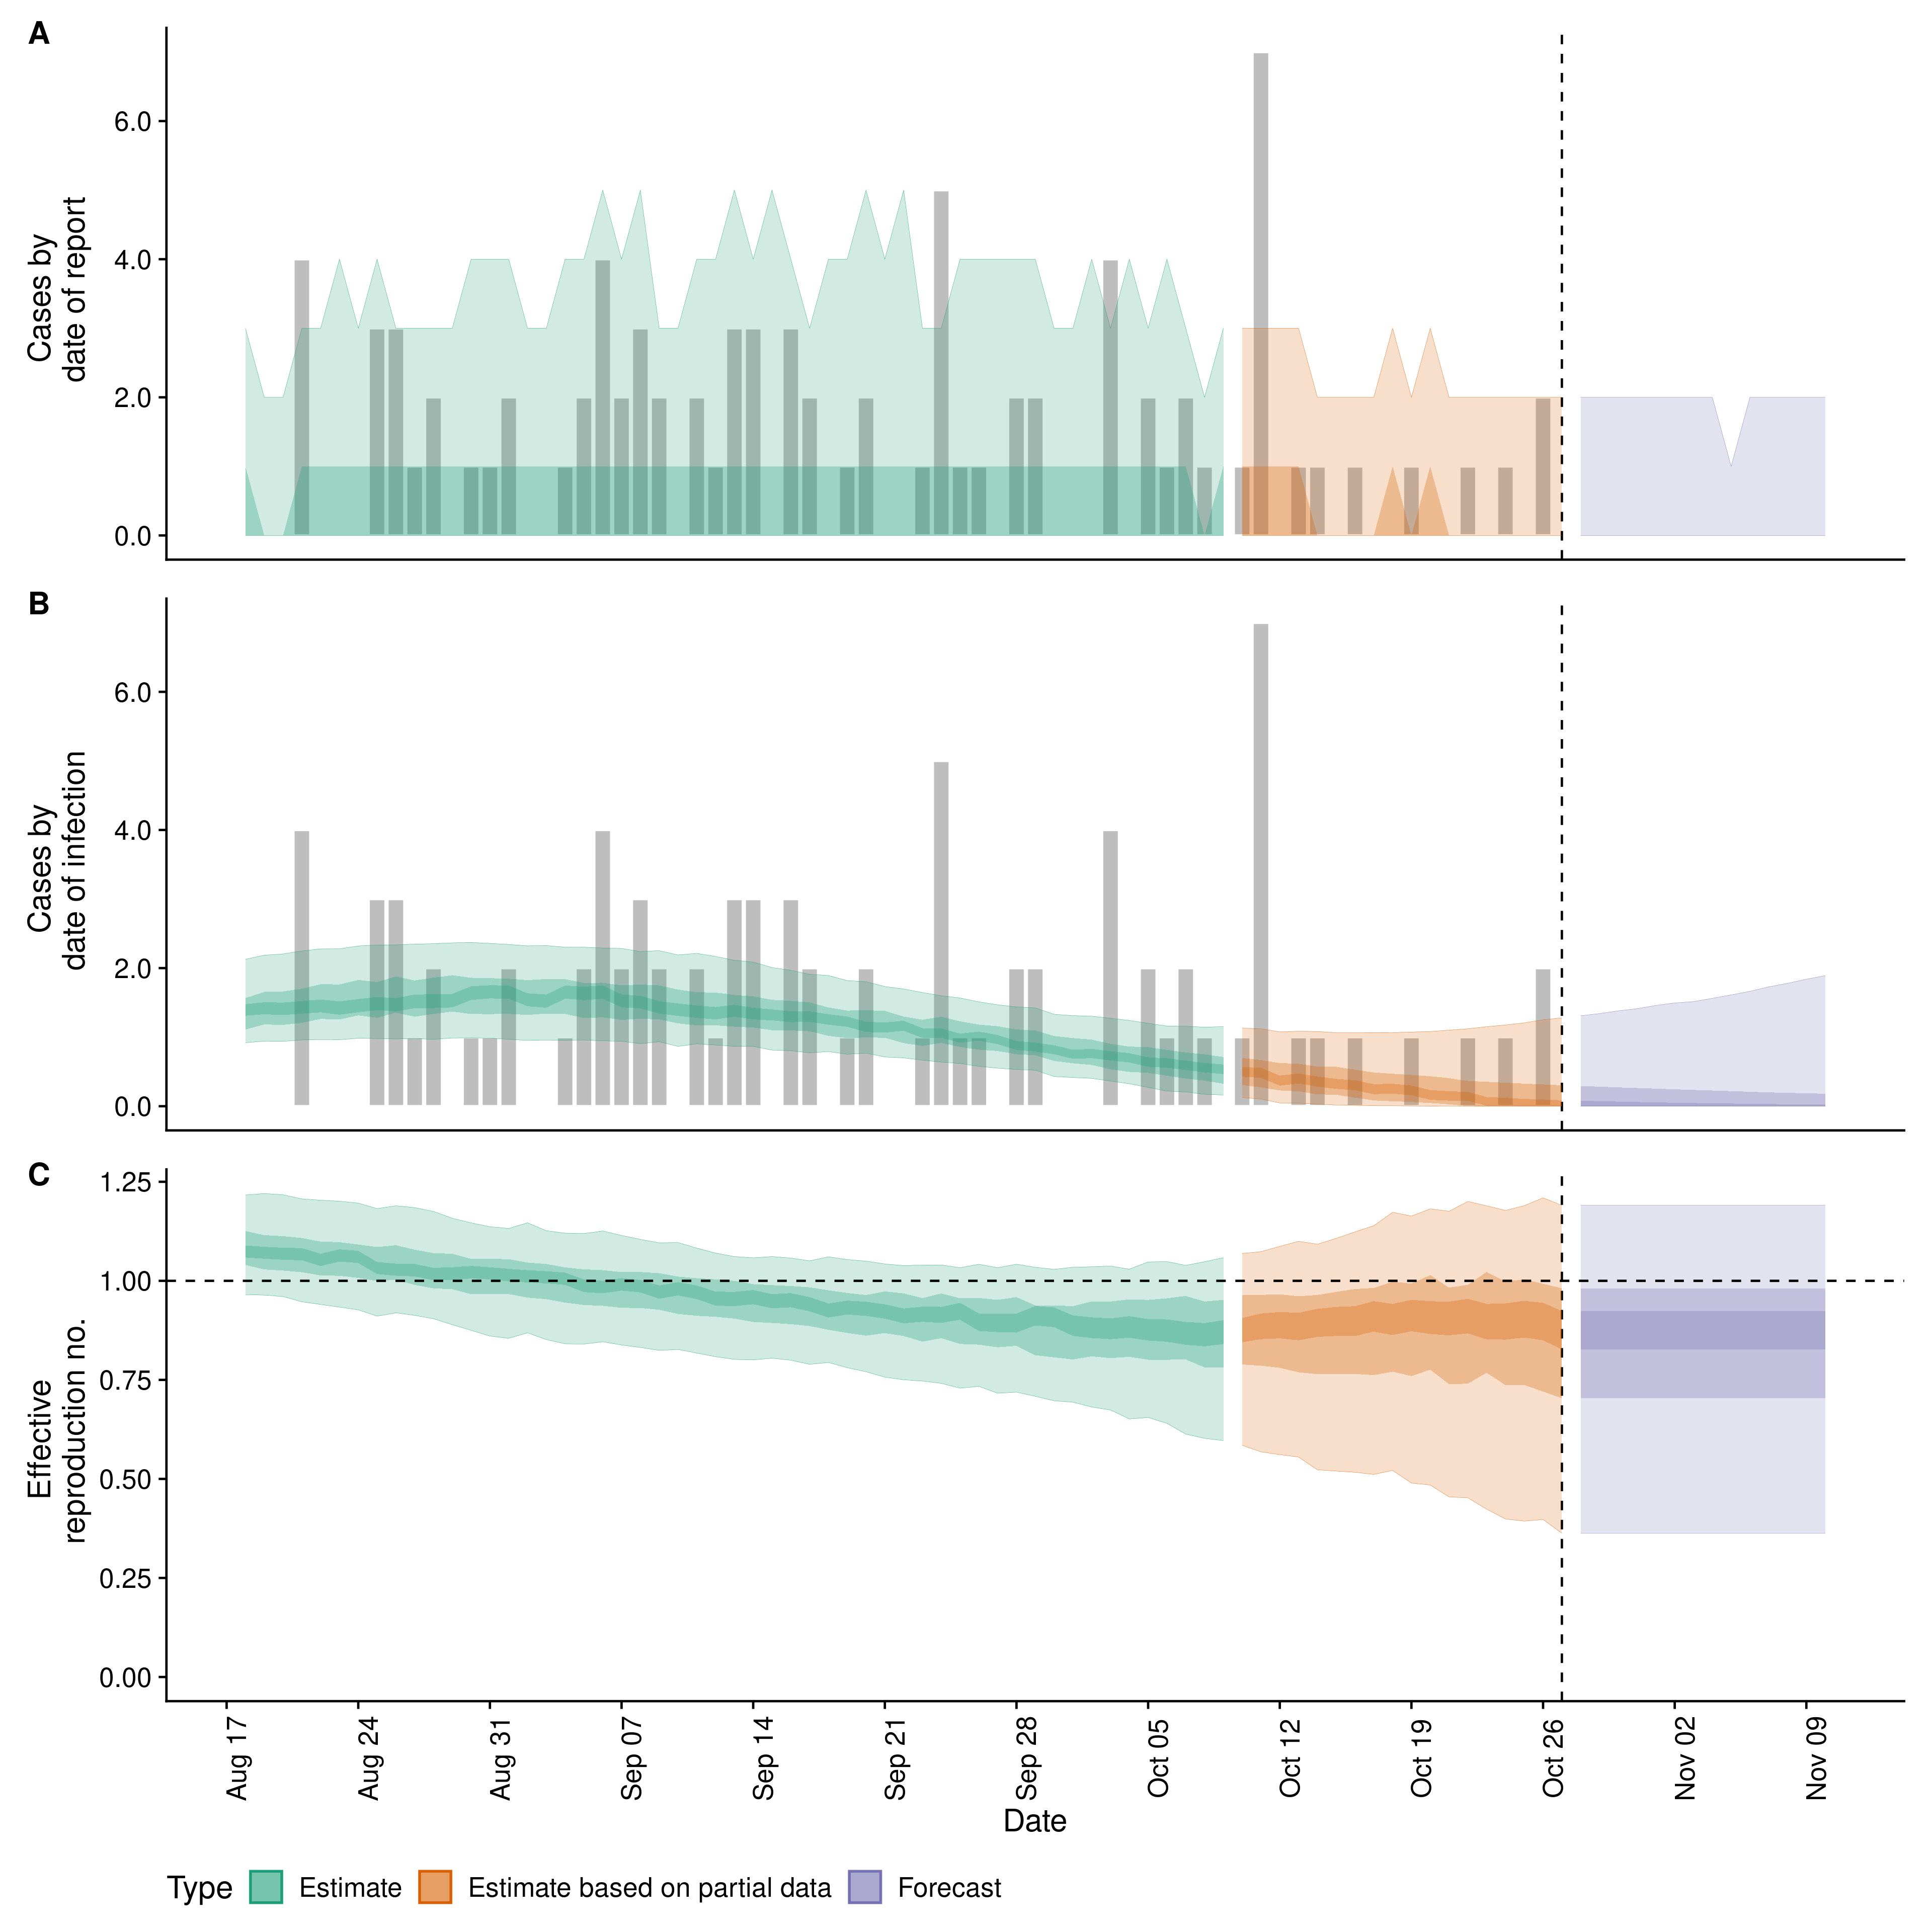 A
Cases by
date of report
6.0
4.0
2.0
0.0
B
Cases by
date of infection
6.0
4.0
2.0
0.0
C
Effective
reproduction no.
1.25
1.00
0.75
0.50
0.25
0.00
Aug 17
Aug 24
Aug 31
Sep 07
Sep 14
Sep 21
Sep 28
Oct 05
Oct 12
Oct 19
Oct 26
Nov 02
Nov 09
Date
Type Estimate Estimate based on partial data Forecast